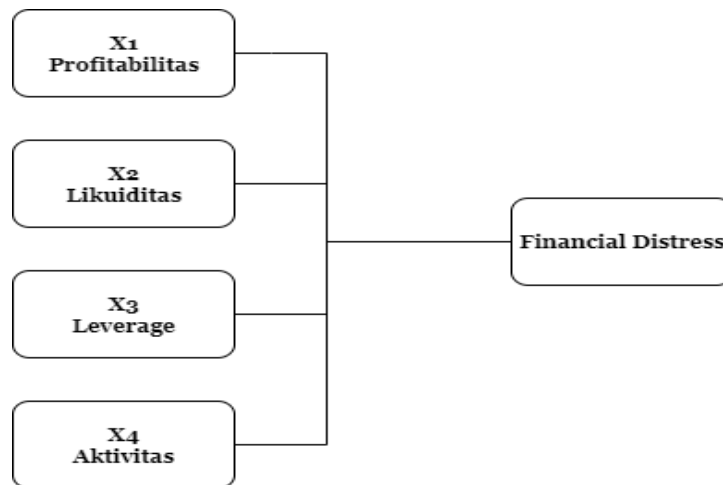 X1
Profitabilitas
X2
Likuiditas
Financial Distress
X3
Leverage
X4
Aktivitas